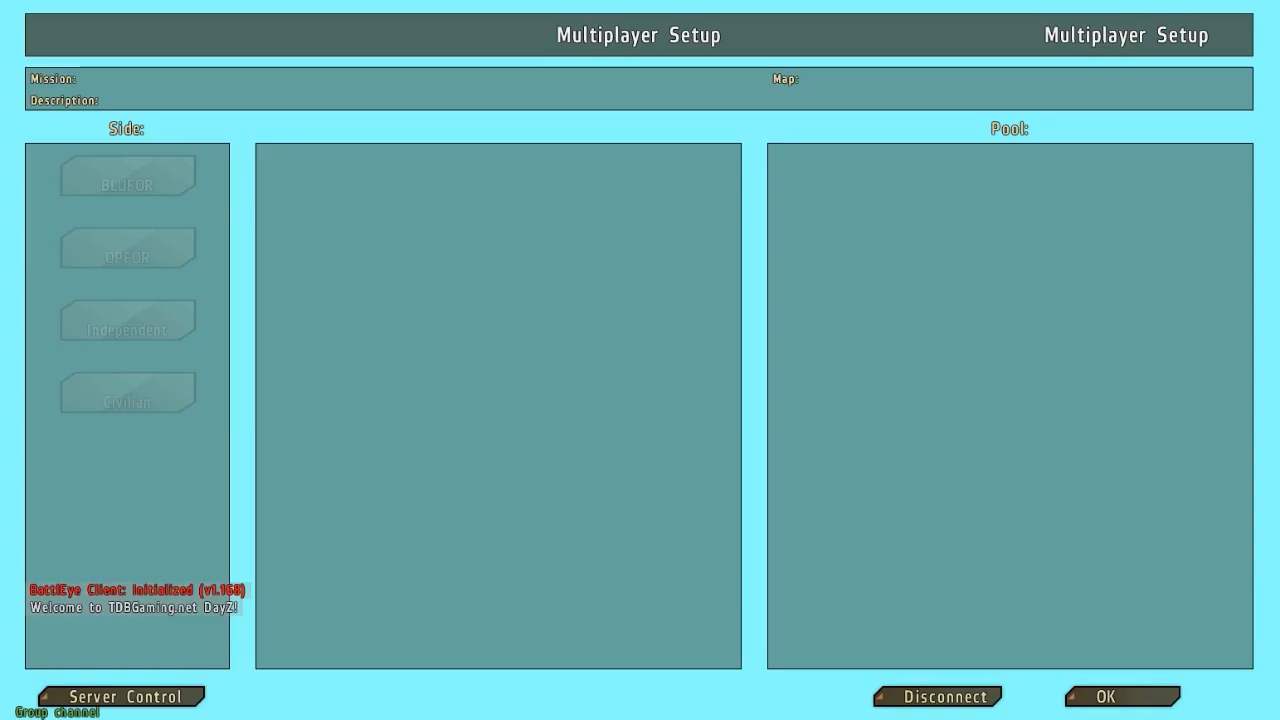 Multiplayer Setup Multiplayer Setup
Mission: Map:
Description:
Side: Pool:
BLUFOR
OPFOR
Independent
Civilian
BattlEye Client: Initialized (v1.168)
Welcome to TDBGaming.net DayZ!
Server Control Disconnect OK
Group channel